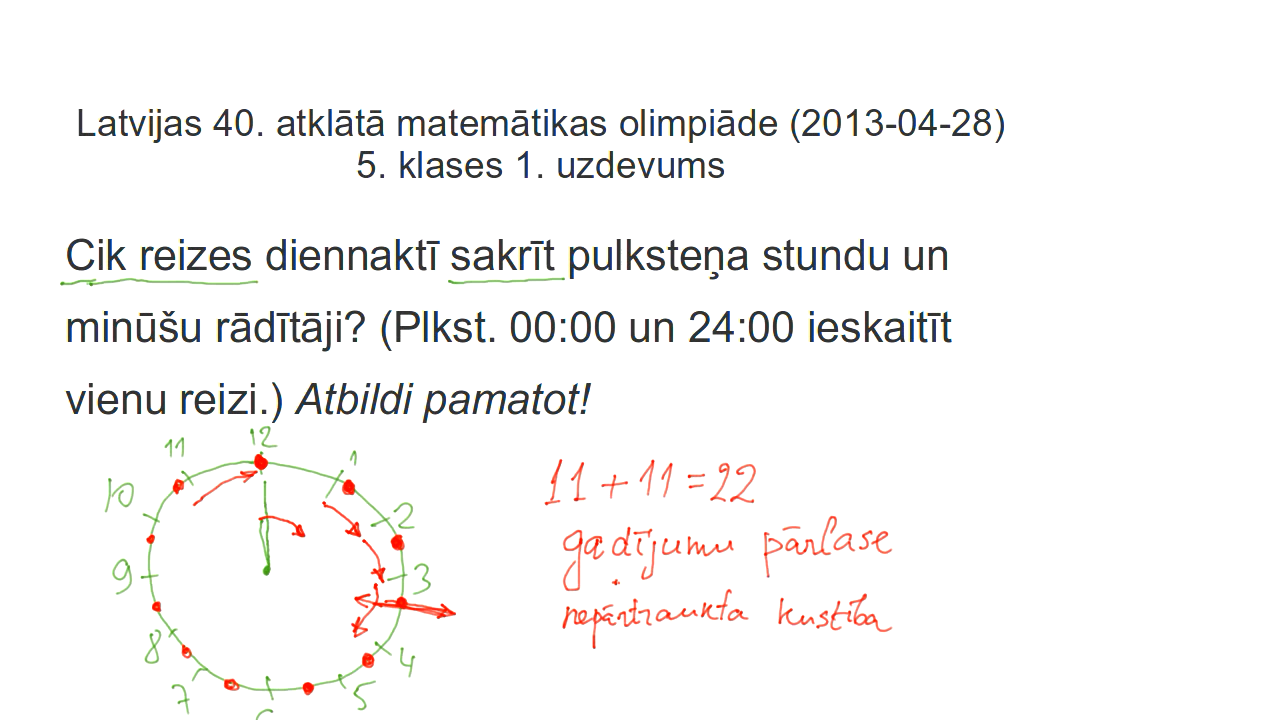 Latvijas 40. atklātā matemātikas olimpiāde (2013-04-28)
5. klases 1. uzdevums
Cik reizes diennaktī sakrīt pulksteņa stundu un
minūšu rādītāji? (Plkst. 00:00 un 24:00 ieskaitīt
vienu reizi.) Atbildi pamatot!
12
11
1
10
2
9
3
8
4
7
5
11 + 11 = 22
gadījumu pārlase
nepārtraukta kustība